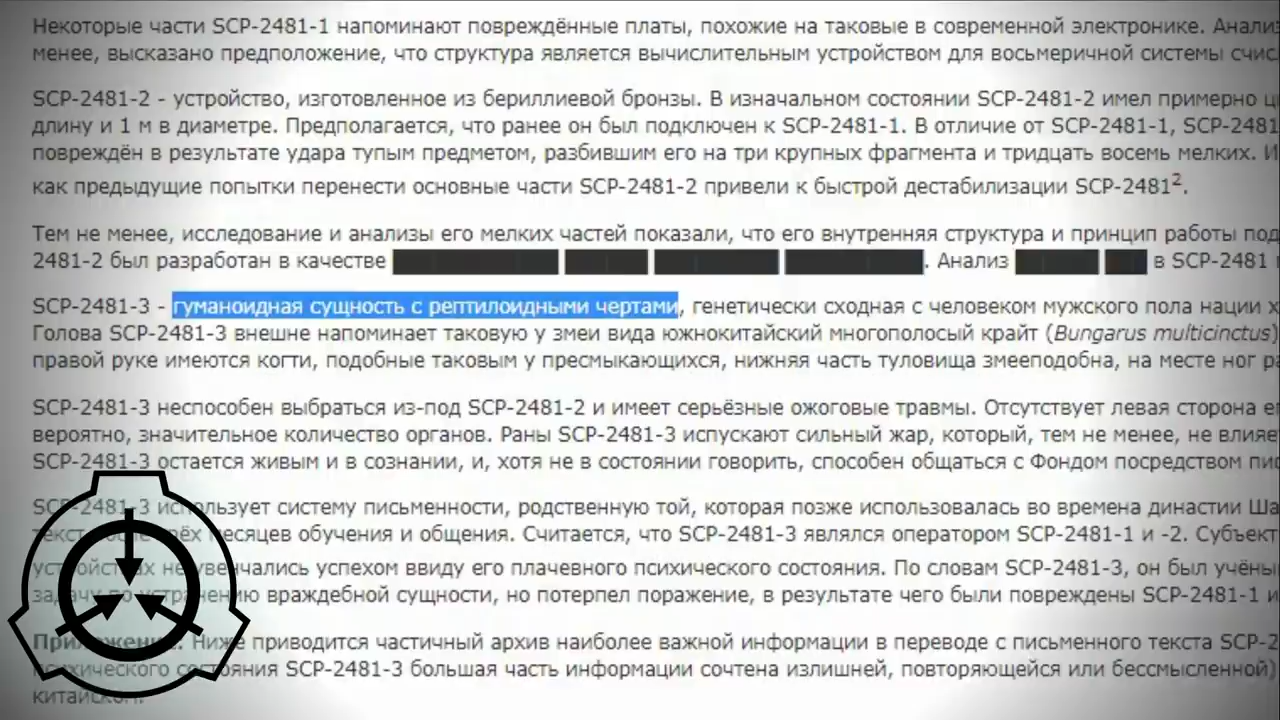 Некоторые части SCP-2481-1 напоминают повреждённые платы, похожие на таковые в современной электронике.
менее, высказано предположение, что структура является вычислительным устройством для восьмеричной системы
SCP-2481-2 - устройство, изготовленное из бериллиевой бронзы. В изначальном состоянии SCP-2481-2 имел примерно
длину и 1 м в диаметре. Предполагается, что ранее он был подключен к SCP-2481-1. В отличие от SCP-2481-1,
повреждён в результате удара тупым предметом, разбившим его на три крупных фрагмента и тридцать восемь мелких. И
как предыдущие попытки перенести основные части SCP-2481-2 привели к быстрой дестабилизации SCP-2481².
Тем не менее, исследование и анализы его мелких частей показали, что его внутренняя структура и принцип работы
2481-2 был разработан в качестве . Анализ в SCP-2481
SCP-2481-3 - гуманоидная сущность с рептилоидными чертами, генетически сходная с человеком мужского пола нации
Голова SCP-2481-3 внешне напоминает таковую у змеи вида южнокитайский многополосый крайт (Bungarus multicinctus)
правой руке имеются когти, подобные таковым у пресмыкающихся, нижняя часть туловища змееподобна, на месте ног
SCP-2481-3 неспособен выбраться из-под SCP-2481-2 и имеет серьёзные ожоговые травмы. Отсутствует левая сторона
вероятно, значительное количество органов. Раны SCP-2481-3 испускают сильный жар, который, тем не менее, не
SCP-2481-3 остается живым и в сознании, и, хотя не в состоянии говорить, способен общаться с Фондом посредством
SCP-2481-3 использует систему письменности, родственную той, которая позже использовалась во времена династии
месяцев обучения и общения. Считается, что SCP-2481-3 являлся оператором SCP-2481-1 и -2.
устройствах не увенчались успехом ввиду его плачевного психического состояния. По словам SCP-2481-3, он был
задачу по устранению враждебной сущности, но потерпел поражение, в результате чего были повреждены SCP-2481-1 и
Приложение. Ниже приводится частичный архив наиболее важной информации в переводе с письменного текста
психического состояния SCP-2481-3 большая часть информации сочтена излишней, повторяющейся или бессмысленной)
китайском.